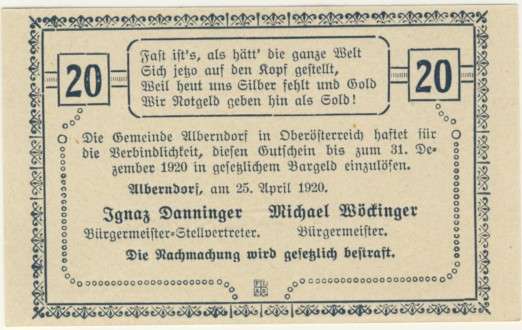 Fast ist's, als hätt' die ganze Welt
Sich jetzo auf den Kopf gestellt,
Weil heut uns Silber fehlt und Gold
Wir Notgeld geben hin als Sold!
20
20
Die Gemeinde Alberndorf in Oberösterreich haftet für
die Verbindlichkeit, diesen Gutschein bis zum 31. De-
zember 1920 in gesetzlichem Bargeld einzulösen.
Alberndorf, am 25. April 1920.
Ignaz Danninger Michael Wöckinger
Bürgermeister-Stellvertreter. Bürgermeister.
Die Nachmachung wird gesetzlich bestraft.